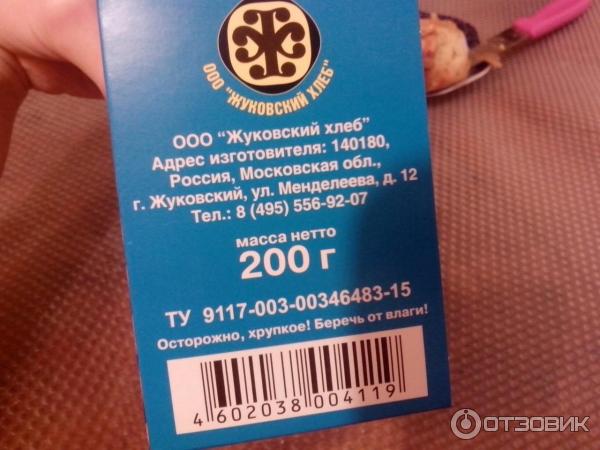 ООО "ЖУКОВСКИЙ ХЛЕБ"
ООО "Жуковский хлеб"
Адрес изготовителя: 140180,
Россия, Московская обл.,
г. Жуковский, ул. Менделеева, д. 12
Тел.: 8 (495) 556-92-07
масса нетто
200 г
ТУ 9117-003-00346483-15
Осторожно, хрупкое! Беречь от влаги!
4 602038 004119
ОТЗОВИК